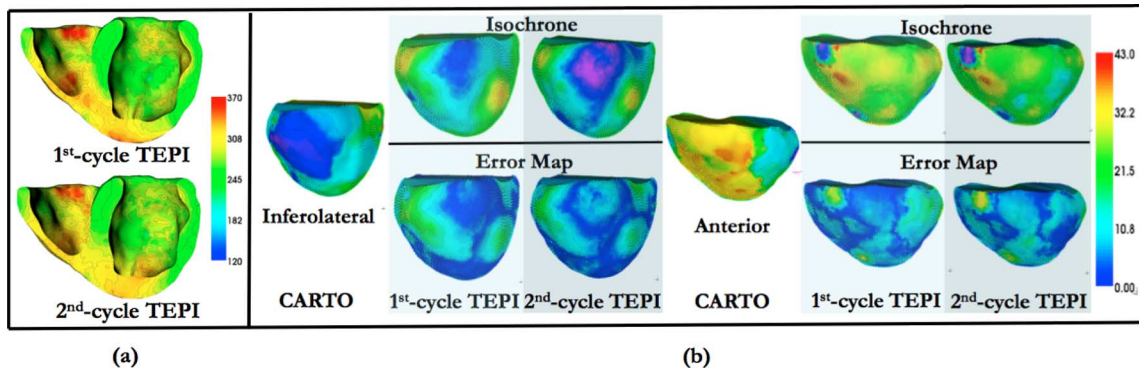 (a)
1st-cycle TEPI
2nd-cycle TEPI
370
308
245
182
120
Isochrone
Error Map
Inferolateral
CARTO
1st-cycle TEPI
2nd-cycle TEPI
Isochrone
Error Map
Anterior
CARTO
1st-cycle TEPI
2nd-cycle TEPI
43.0
32.2
21.5
10.8
0.00
(b)